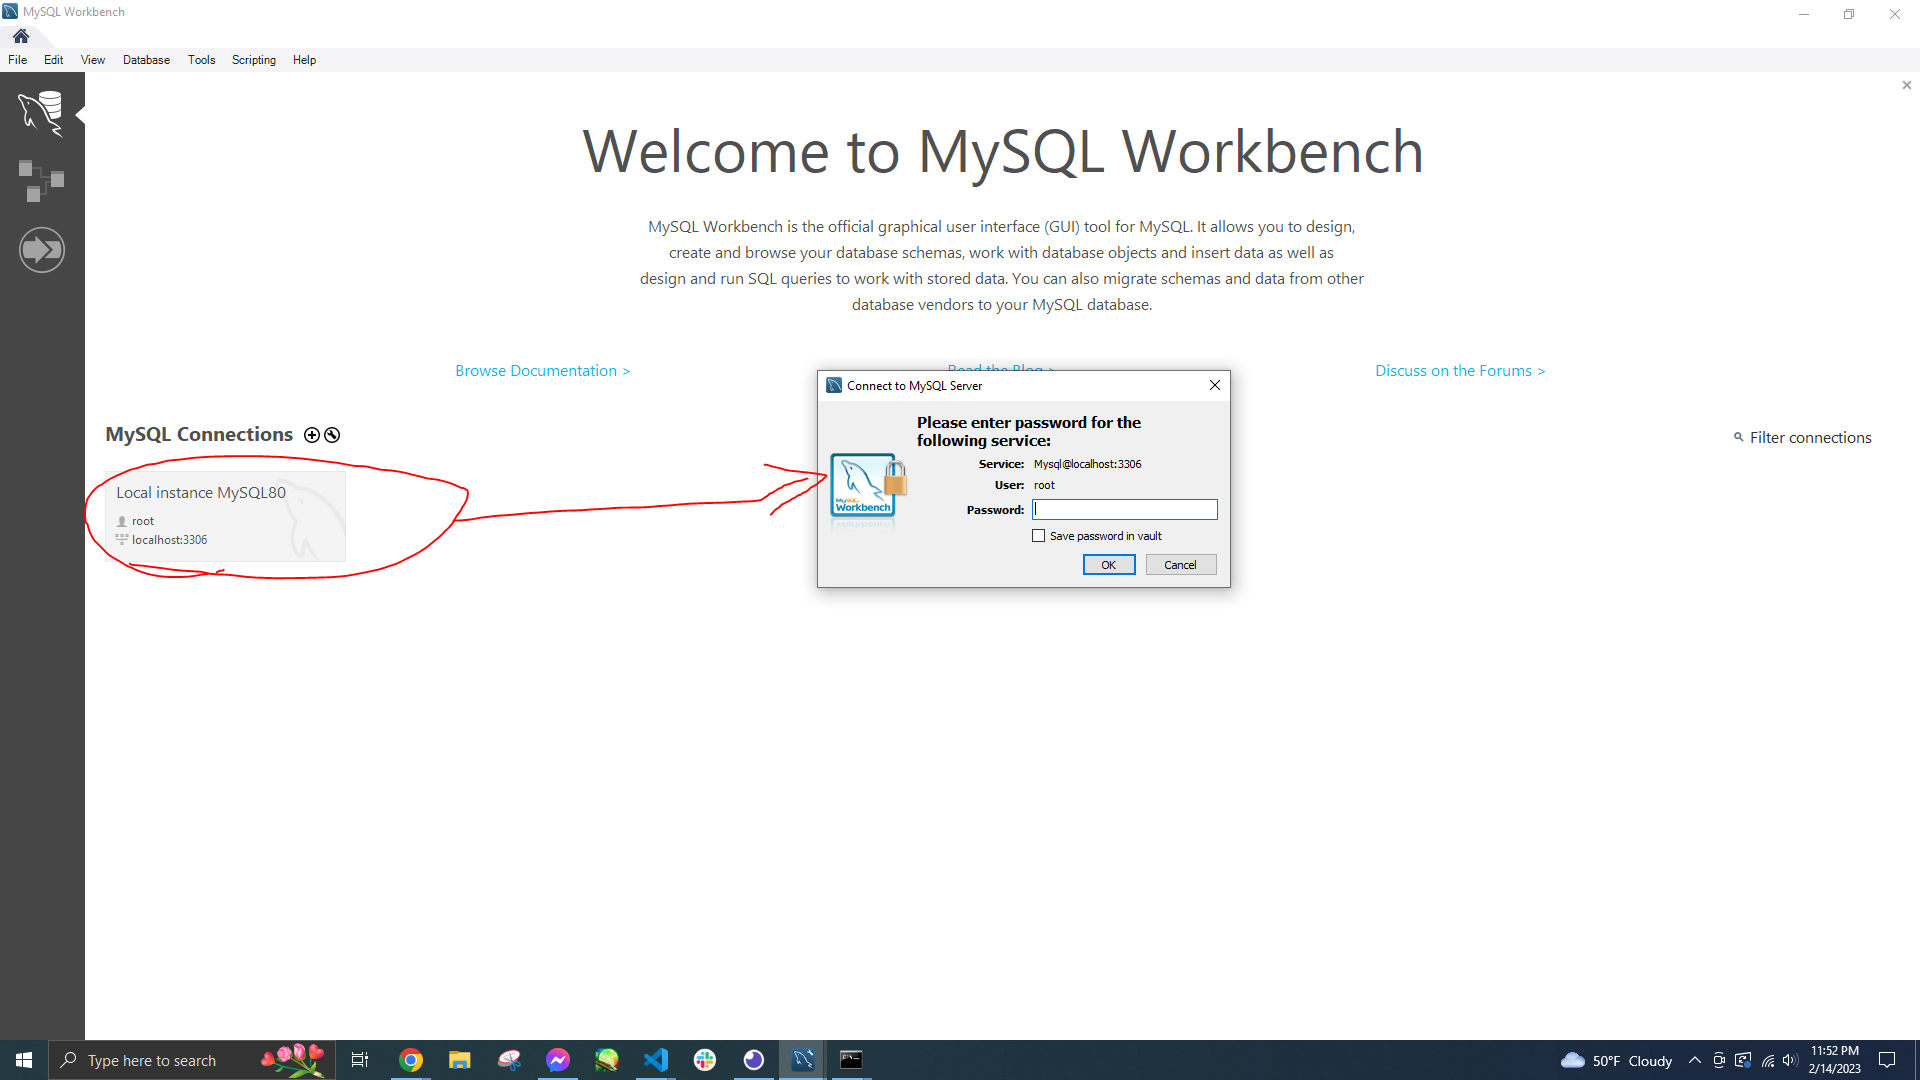 MySQL Workbench
File Edit View Database Tools Scripting Help
Welcome to MySQL Workbench
MySQL Workbench is the official graphical user interface (GUI) tool for MySQL. It allows you to design,
create and browse your database schemas, work with database objects and insert data as well as
design and run SQL queries to work with stored data. You can also migrate schemas and data from other
database vendors to your MySQL database.
Browse Documentation > Read the Blog > Discuss on the Forums >
MySQL Connections
Filter connections
Local instance MySQL80
root
localhost:3306
Connect to MySQL Server
Please enter password for the
following service:
Service: Mysql@localhost:3306
User: root
Password:
Save password in vault
OK Cancel
MySQL
Workbench
Type here to search
50°F Cloudy
11:52 PM
2/14/2023